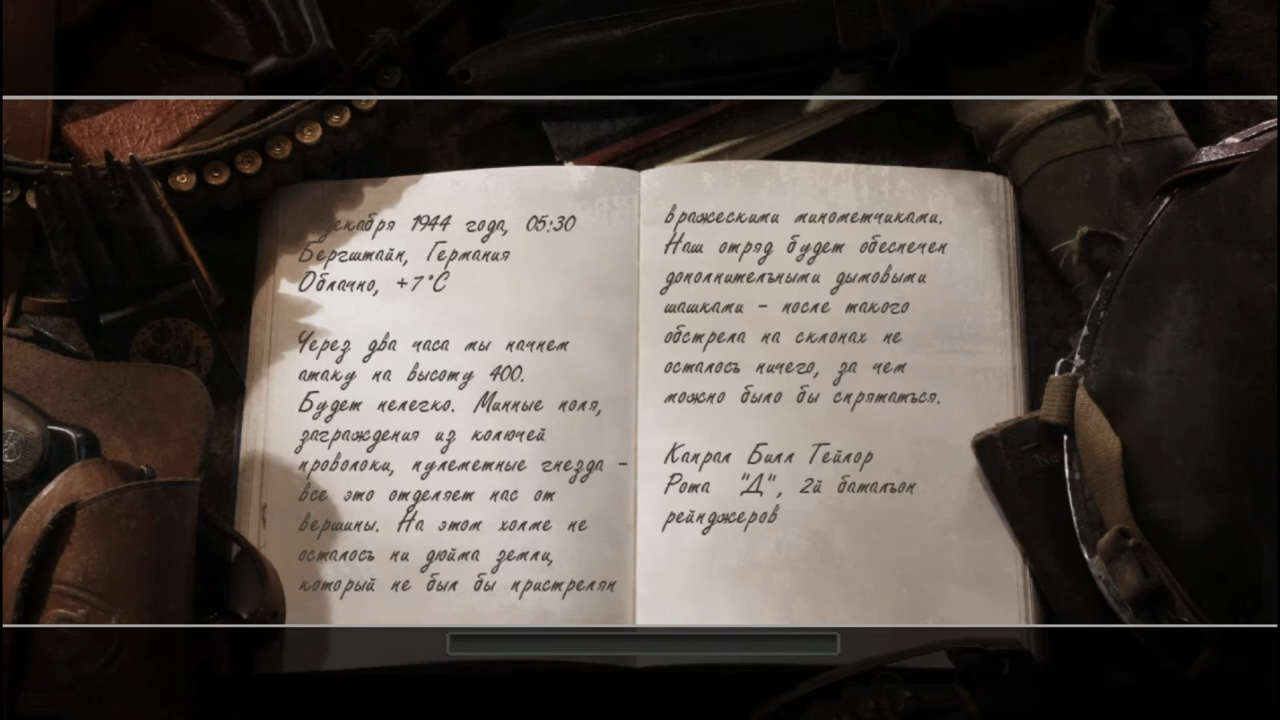 декабря 1944 года, 05:30
Бергштайн, Германия
Облачно, +7°C
Через два часа мы начнем
атаку на высоту 400.
Будет нелегко. Минные поля,
заграждения из колючей
проволоки, пулеметные гнезда -
все это отделяет нас от
вершины. На этом холме не
осталось ни дюйма земли,
который не был бы пристрелян
вражескими минометчиками.
Наш отряд будет обеспечен
дополнительными дымовыми
шашками - после такого
обстрела на склонах не
осталось ничего, за чем
можно было бы спрятаться.
Капрал Билл Тейлор
Рота "Д", 2й батальон
рейнджеров